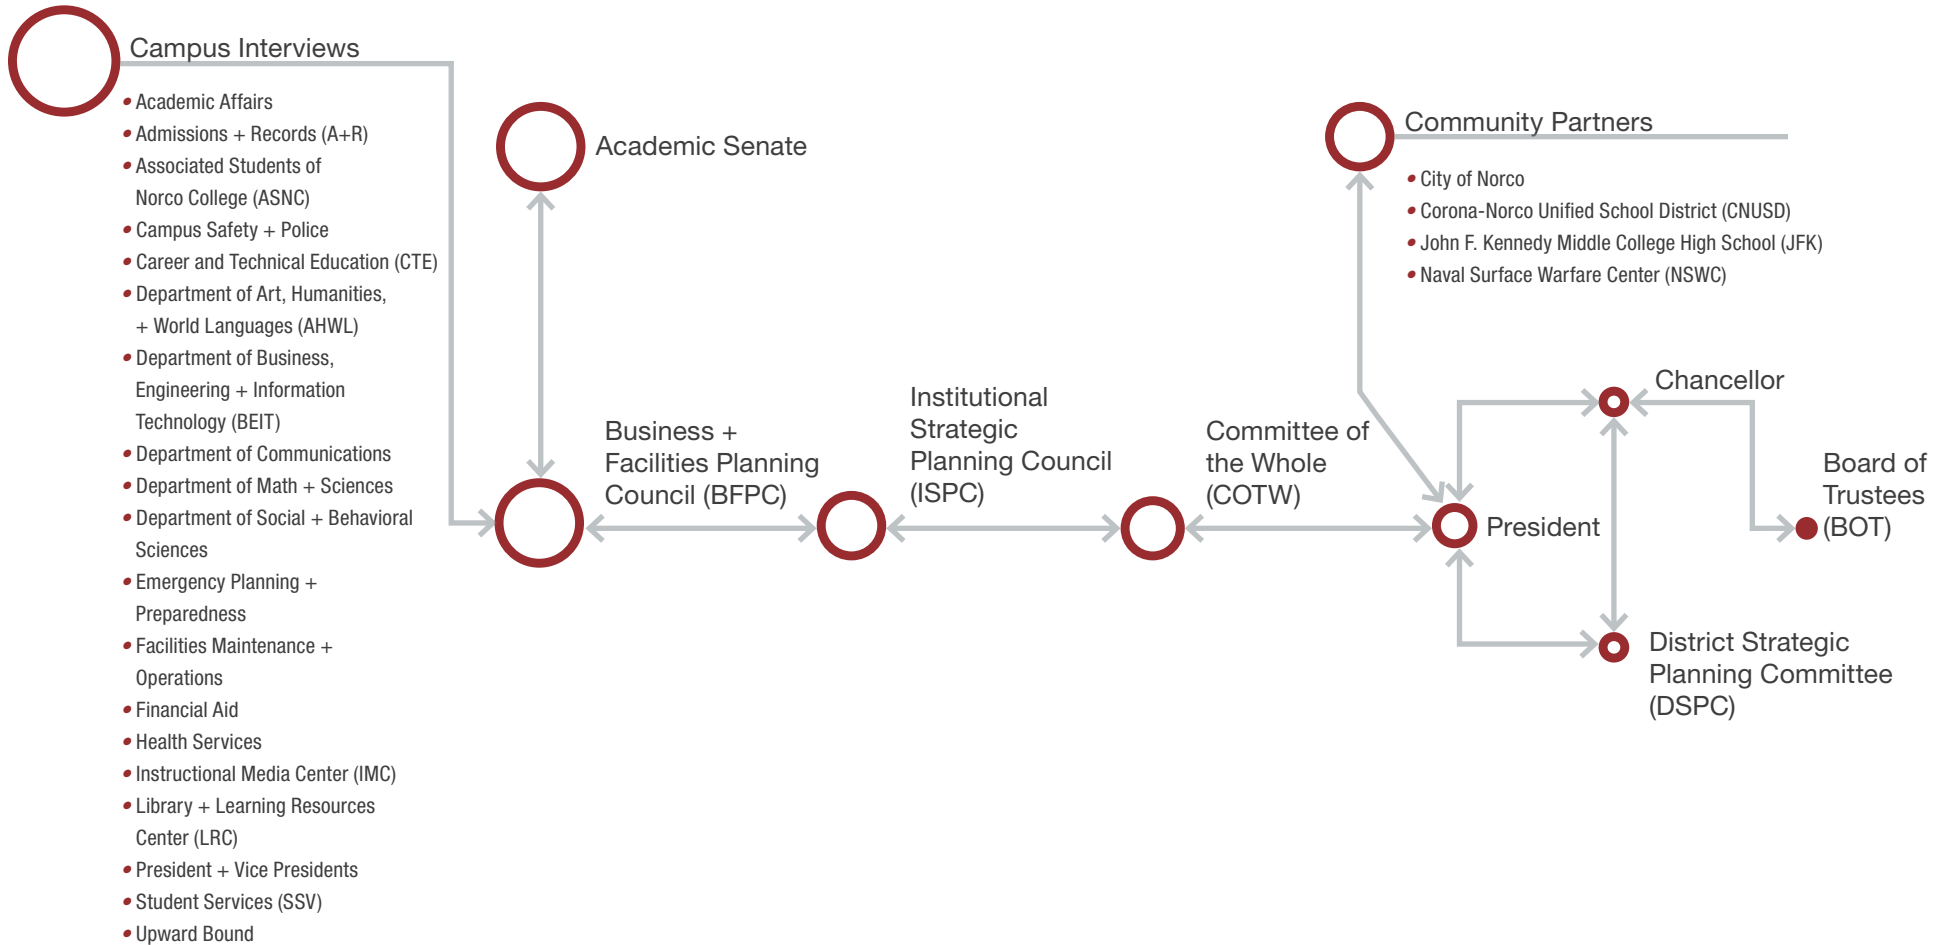 Campus Interviews
• Academic Affairs
• Admissions + Records (A+R)
• Associated Students of
Norco College (ASNC)
• Campus Safety + Police
• Career and Technical Education (CTE)
• Department of Art, Humanities,
+ World Languages (AHWL)
• Department of Business,
Engineering + Information
Technology (BEIT)
• Department of Communications
• Department of Math + Sciences
• Department of Social + Behavioral
Sciences
• Emergency Planning +
Preparedness
• Facilities Maintenance +
Operations
• Financial Aid
• Health Services
• Instructional Media Center (IMC)
• Library + Learning Resources
Center (LRC)
• President + Vice Presidents
• Student Services (SSV)
• Upward Bound
Academic Senate
Business +
Facilities Planning
Council (BFPC)
Institutional
Strategic
Planning Council
(ISPC)
Committee of
the Whole
(COTW)
Community Partners
• City of Norco
• Corona-Norco Unified School District (CNUSD)
• John F. Kennedy Middle College High School (JFK)
• Naval Surface Warfare Center (NSWC)
President
Chancellor
Board of
Trustees
(BOT)
District Strategic
Planning Committee
(DSPC)